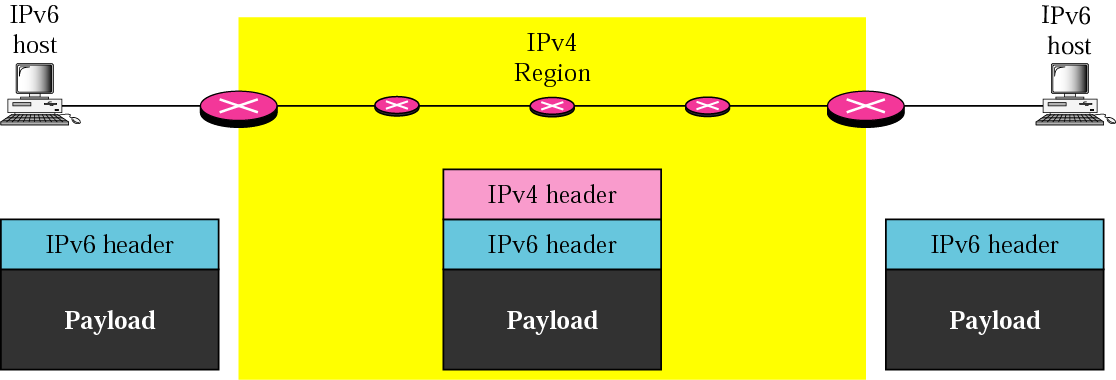 IPv6
host
IPv4
Region
IPv6
host
IPv4 header
IPv6 header
IPv6 header
IPv6 header
Payload
Payload
Payload